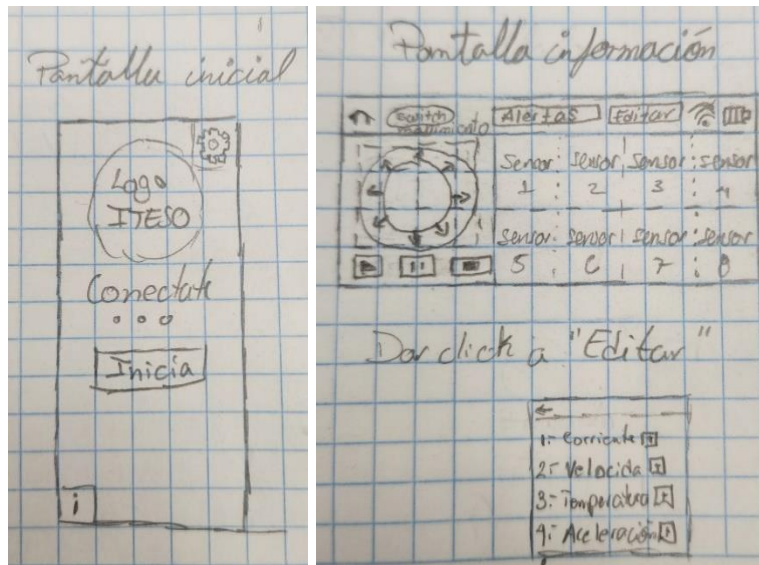 Pantalla inicial
Logo
ITESO
Conectate
Inicia
i
Pantalla información
Switch
movimiento
Alertas
Editar
Sensor Sensor Sensor Sensor
1 2 3 4
Sensor Sensor Sensor Sensor
5 6 7 8
Dar click a "Editar"
1:- Corriente
2:- Velocida
3:- Temperatura
4:- Aceleración